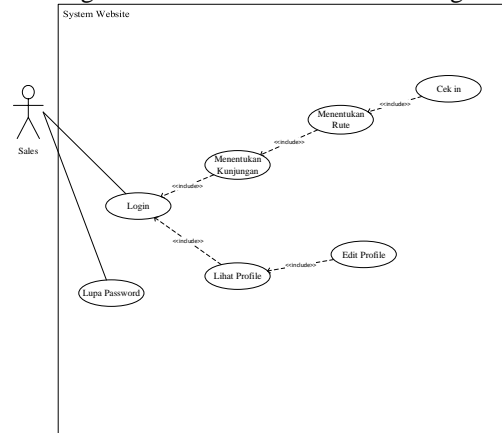 System Website
Cek in
<<include>>
Menentukan
Rute
<<include>>
Sales
Menentukan
Kunjungan
<<include>>
Login
<<include>>
Edit Profile
<<include>>
Lihat Profile
Lupa Password